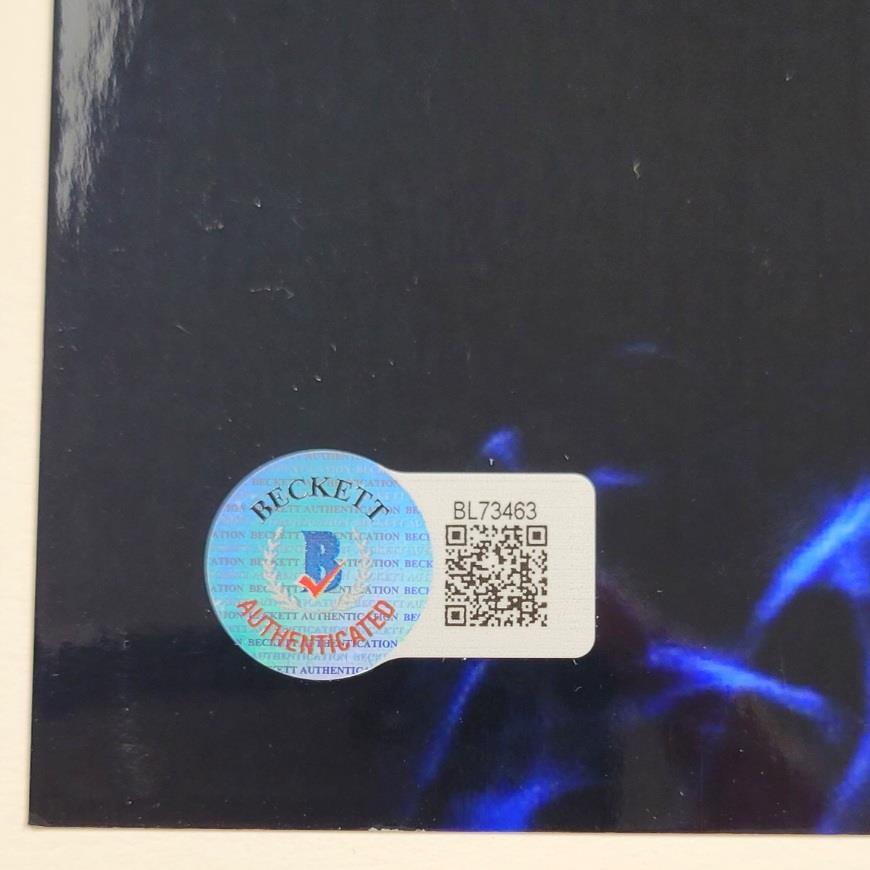 BECKETT
B
AUTHENTICATED
BL73463